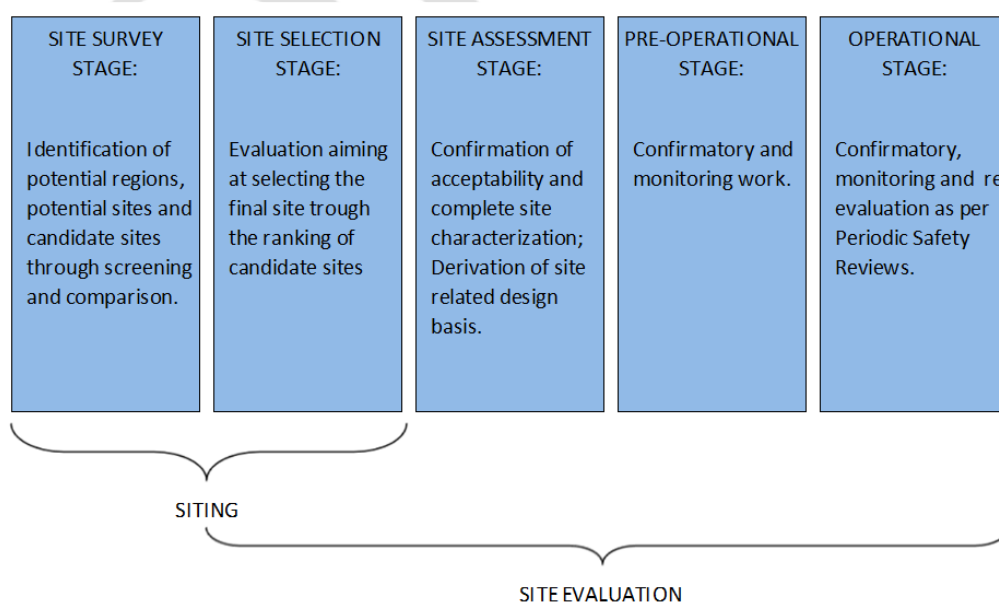 SITE SURVEY
STAGE:
Identification of
potential regions,
potential sites and
candidate sites
through screening
and comparison.
SITE SELECTION
STAGE:
Evaluation aiming
at selecting the
final site trough
the ranking of
candidate sites
SITE ASSESSMENT
STAGE:
Confirmation of
acceptability and
complete site
characterization;
Derivation of site
related design
basis.
PRE-OPERATIONAL
STAGE:
Confirmatory and
monitoring work.
OPERATIONAL
STAGE:
Confirmatory,
monitoring and re
evaluation as per
Periodic Safety
Reviews.
SITING
SITE EVALUATION